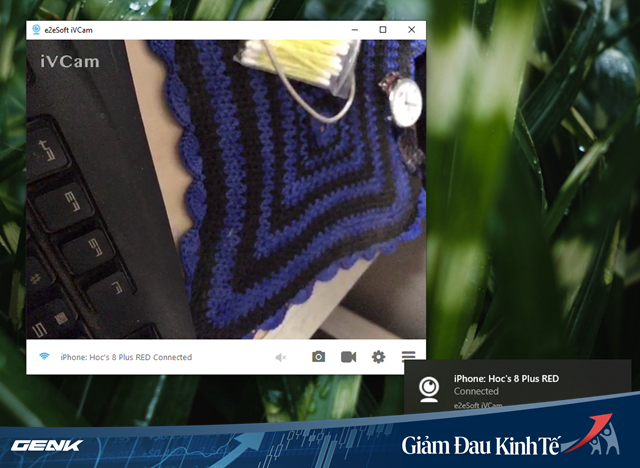 e2eSoft iVCam
iVCam
iPhone: Hoc's 8 Plus RED Connected
iPhone: Hoc's 8 Plus RED
Connected
e2eSoft iVCam
GENK
Giảm Đau Kinh Tế